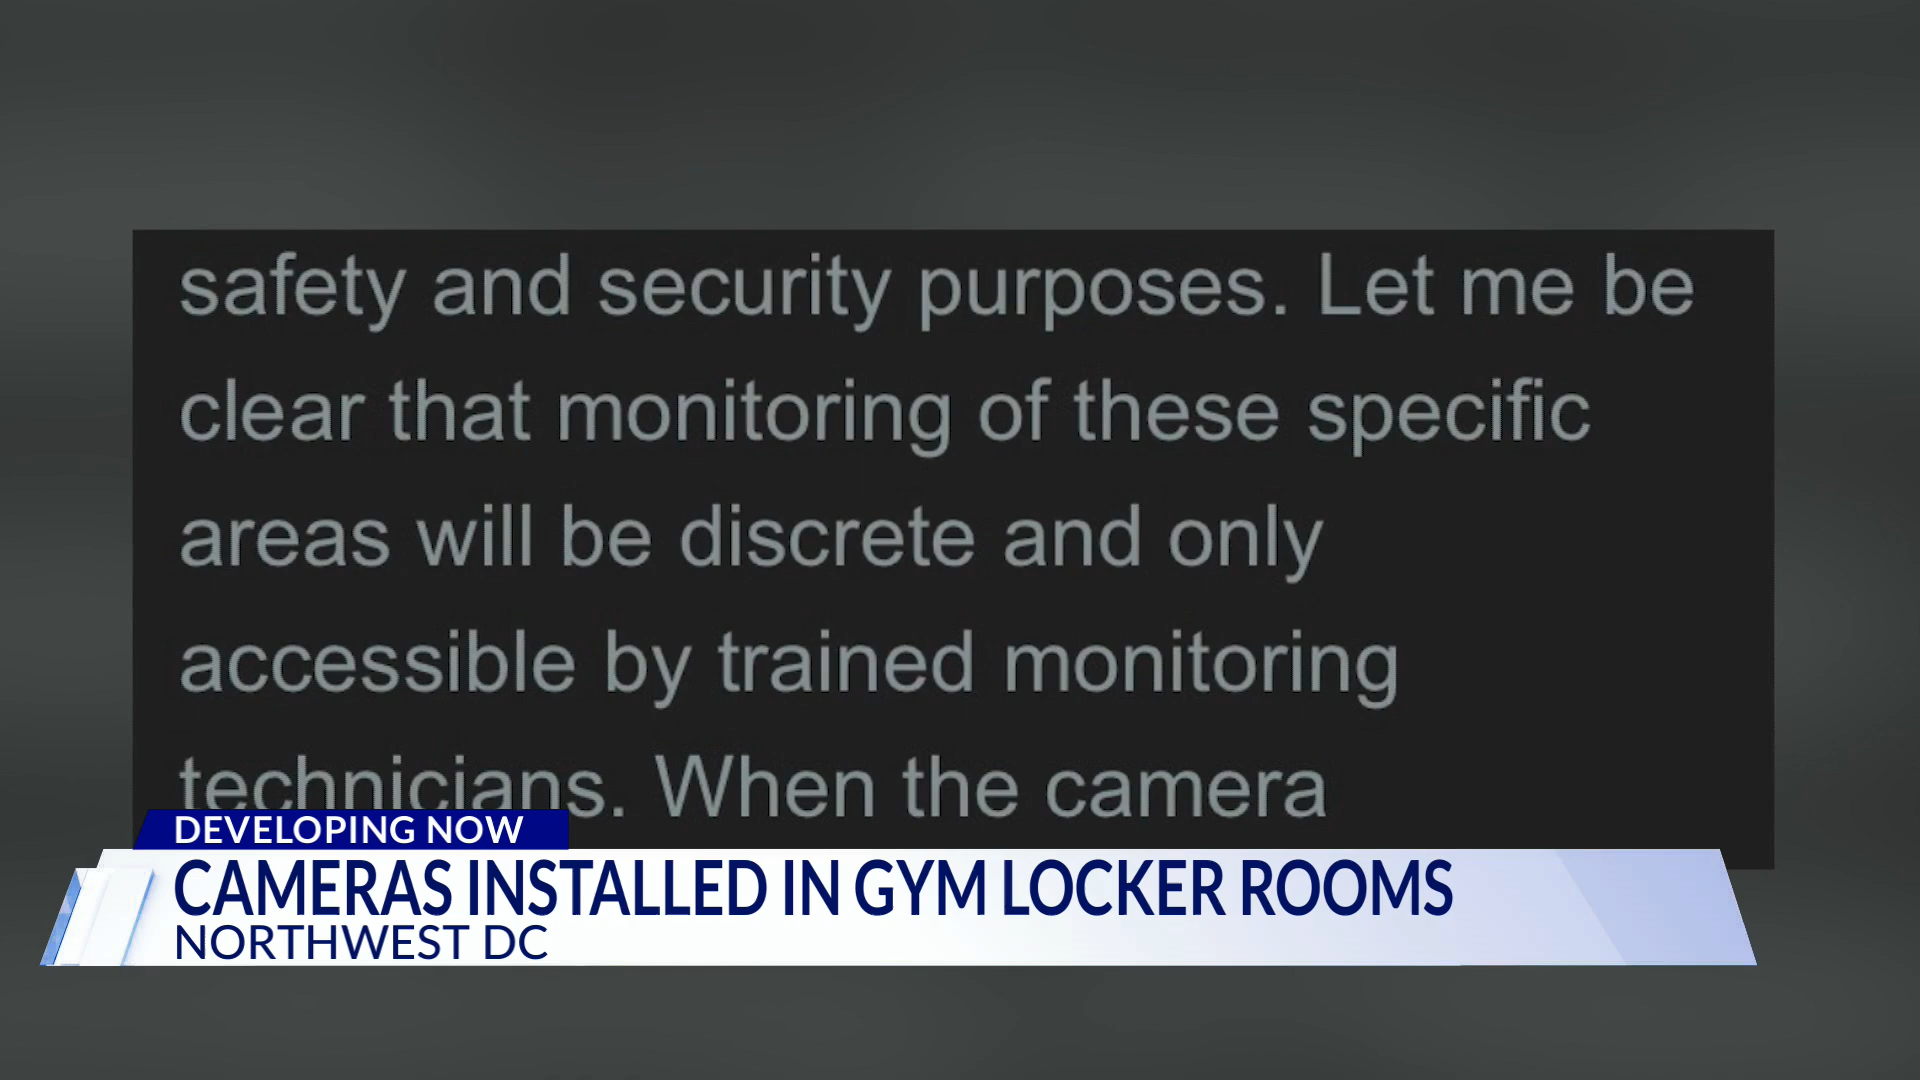 safety and security purposes. Let me be
clear that monitoring of these specific
areas will be discrete and only
accessible by trained monitoring
technicians. When the camera
DEVELOPING NOW
CAMERAS INSTALLED IN GYM LOCKER ROOMS
NORTHWEST DC